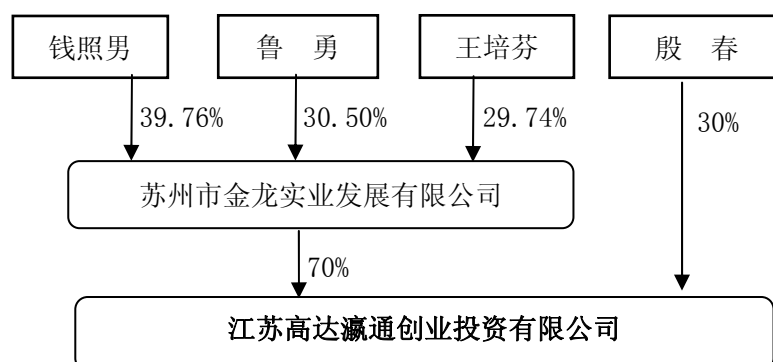 钱照男 鲁 勇 王培芬 殷 春
39.76% 30.50% 29.74% 30%
苏州市金龙实业发展有限公司
70%
江苏高达瀛通创业投资有限公司